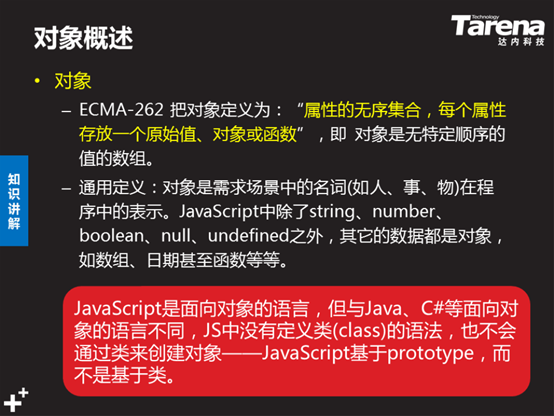 对象概述
Technology
Tarena
达内科技
• 对象
– ECMA-262 把对象定义为：“属性的无序集合，每个属性
存放一个原始值、对象或函数”，即 对象是无特定顺序的
值的数组。
– 通用定义：对象是需求场景中的名词(如人、事、物)在程
序中的表示。JavaScript中除了string、number、
boolean、null、undefined之外，其它的数据都是对象，
如数组、日期甚至函数等等。
知识讲解
JavaScript是面向对象的语言，但与Java、C#等面向对
象的语言不同，JS中没有定义类(class)的语法，也不会
通过类来创建对象——JavaScript基于prototype，而
不是基于类。